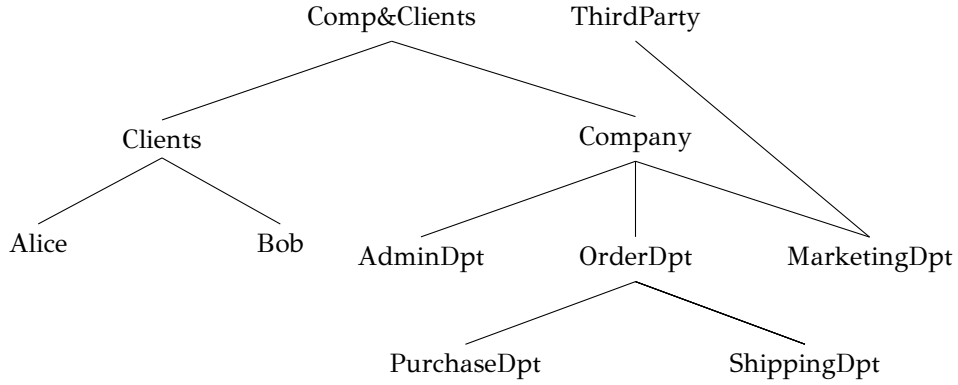 Comp&Clients ThirdParty
Clients Company
Alice Bob AdminDpt OrderDpt MarketingDpt
PurchaseDpt ShippingDpt